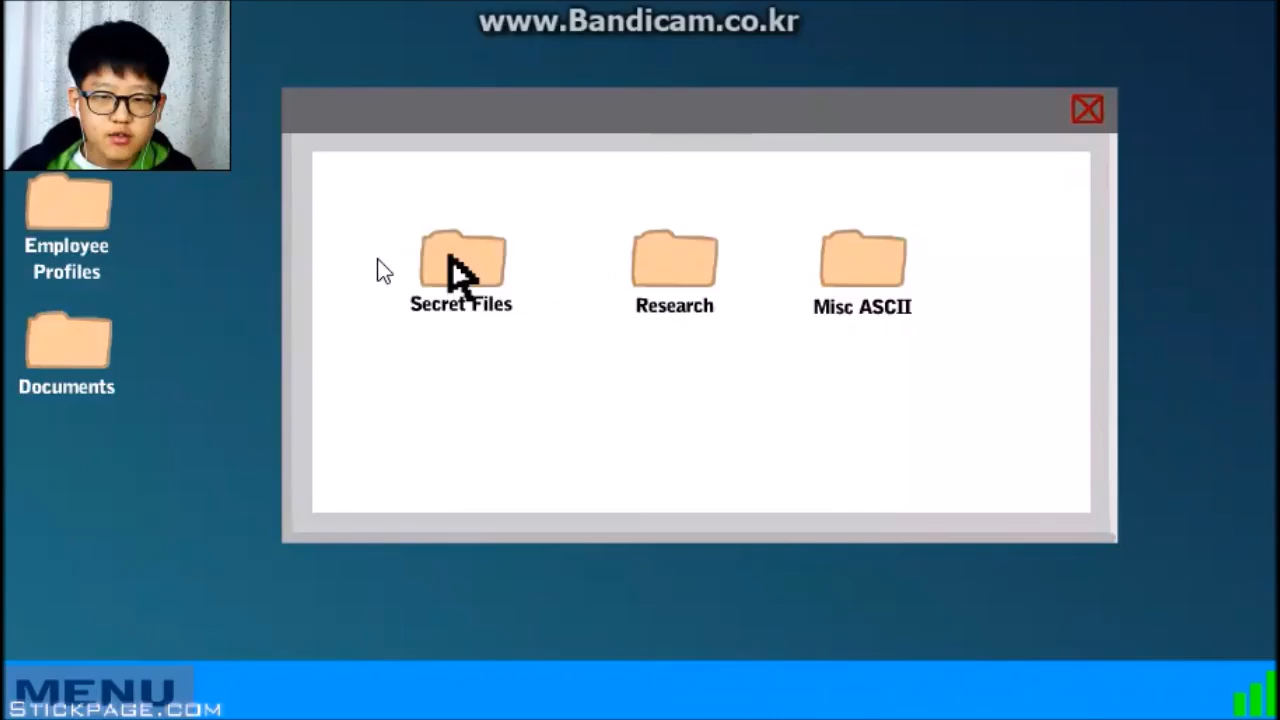 www.Bandicam.co.kr
Employee
Profiles
Documents
Secret Files
Research
Misc ASCII
MENU
STICKPAGE.COM